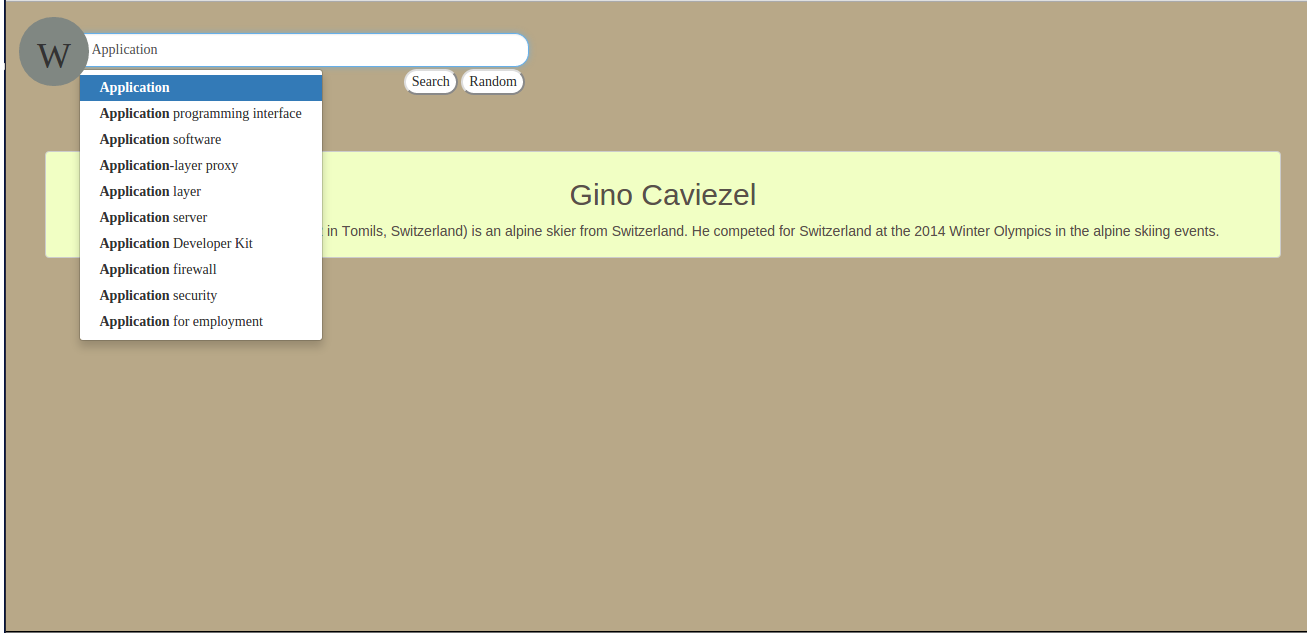 W
Application
Search Random
Application
Application programming interface
Application software
Application-layer proxy
Application layer
Application server
Application Developer Kit
Application firewall
Application security
Application for employment
Gino Caviezel
in Tomils, Switzerland) is an alpine skier from Switzerland. He competed for Switzerland at the 2014 Winter Olympics in the alpine skiing events.